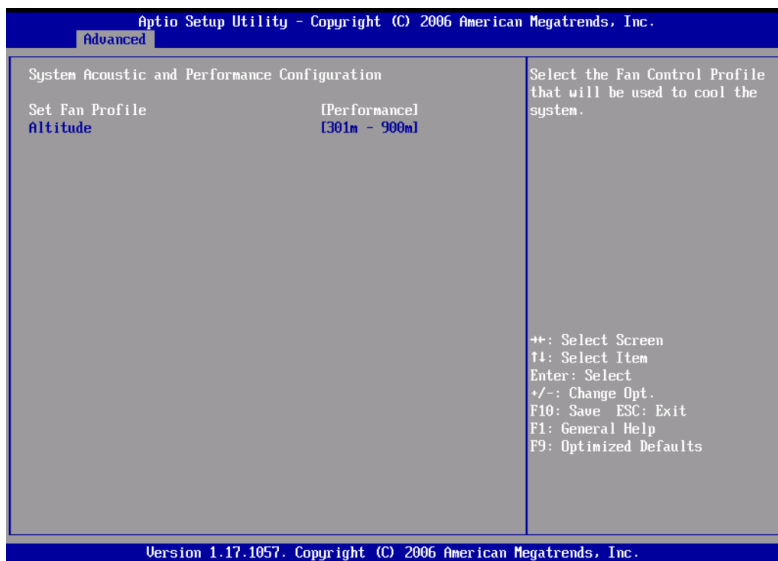 Aptio Setup Utility - Copyright (C) 2006 American Megatrends, Inc.
Advanced
System Acoustic and Performance Configuration
Set Fan Profile [Performance]
Altitude [301m - 900m]
Select the Fan Control Profile
that will be used to cool the
system.
→←: Select Screen
↑↓: Select Item
Enter: Select
+/-: Change Opt.
F10: Save ESC: Exit
F1: General Help
F9: Optimized Defaults
Version 1.17.1057. Copyright (C) 2006 American Megatrends, Inc.